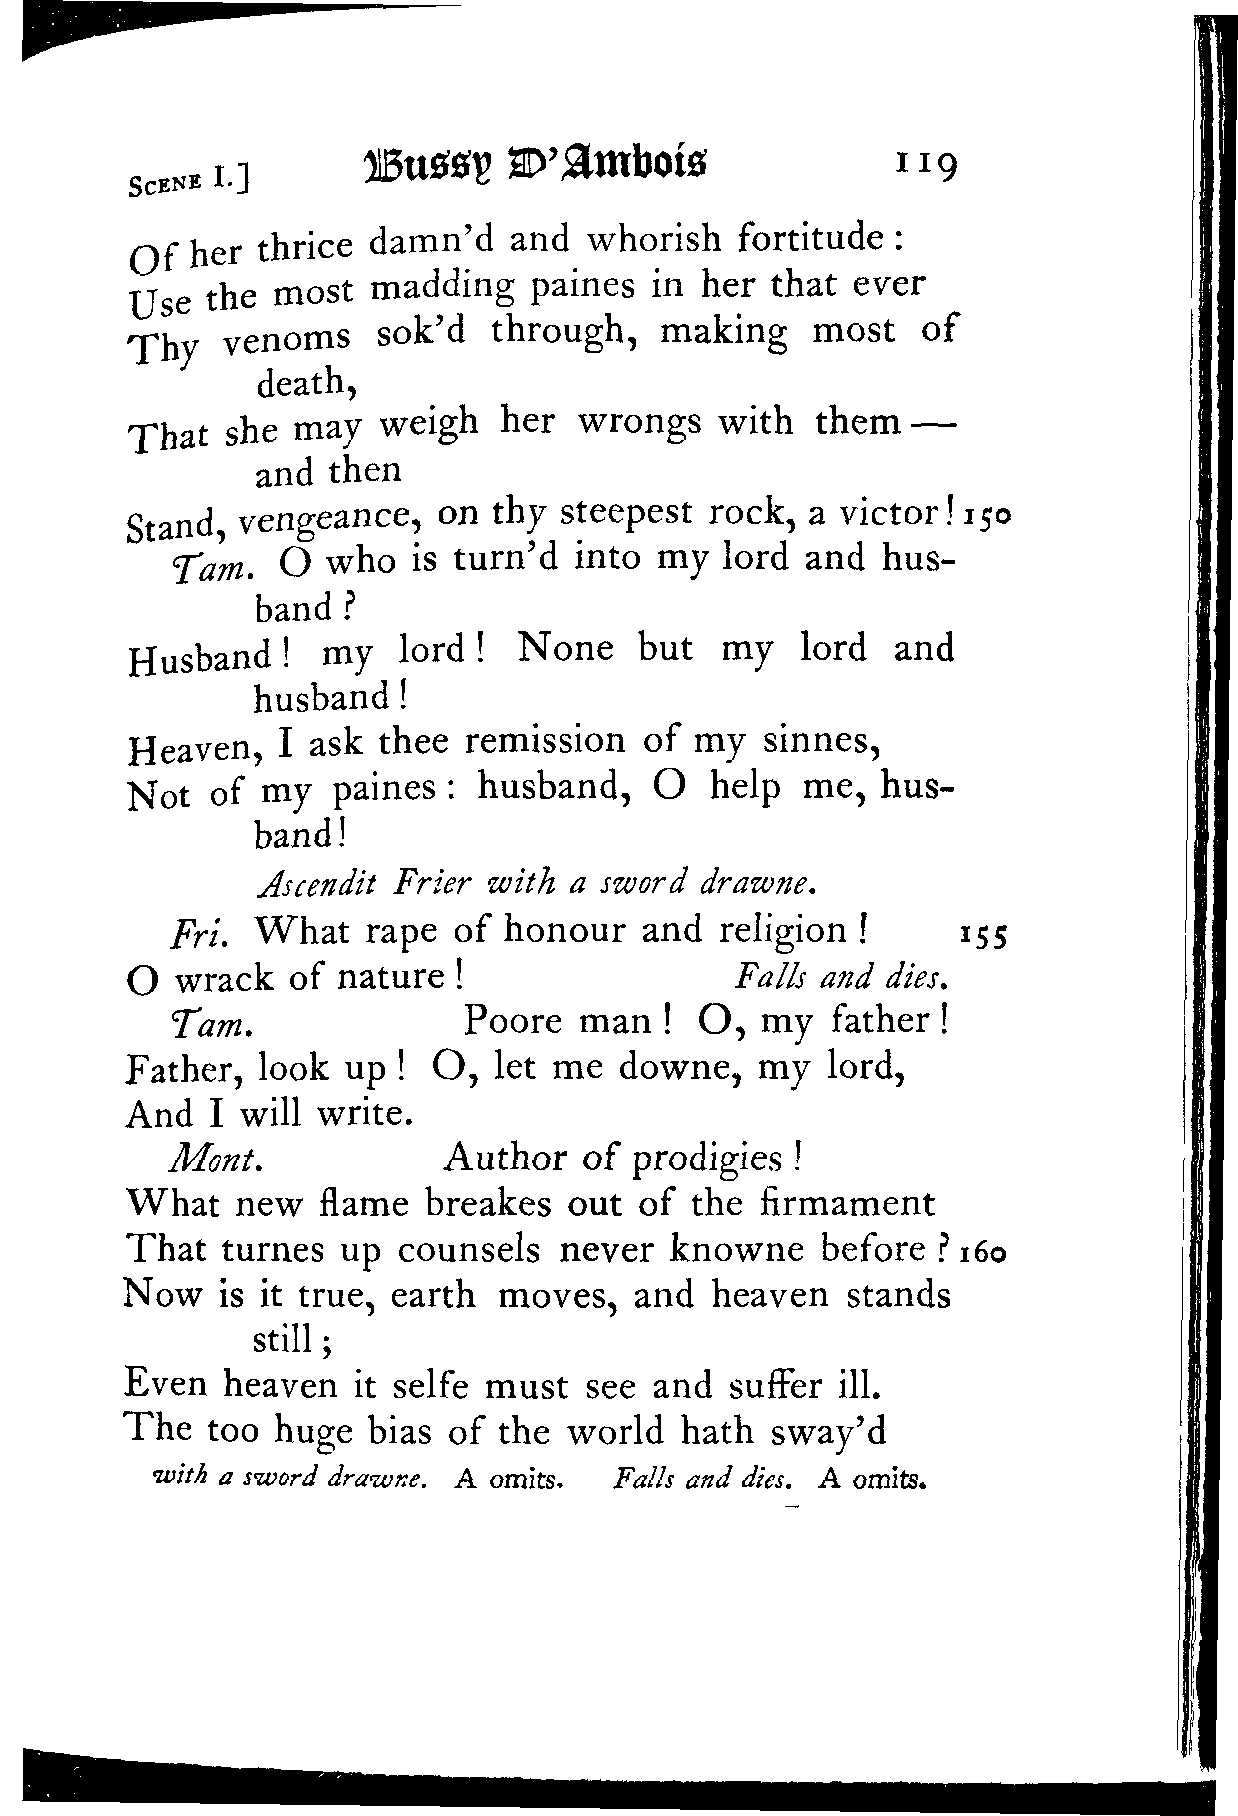 SCENE I.] Bussy D'Ambois 119
Of her thrice damn'd and whorish fortitude :
Use the most madding paines in her that ever
Thy venoms sok'd through, making most of
death,
That she may weigh her wrongs with them —
and then
Stand, vengeance, on thy steepest rock, a victor! 150
Tam. O who is turn'd into my lord and hus-
band ?
Husband ! my lord ! None but my lord and
husband !
Heaven, I ask thee remission of my sinnes,
Not of my paines : husband, O help me, hus-
band!
Ascendit Frier with a sword drawne.
Fri. What rape of honour and religion ! 155
O wrack of nature ! Falls and dies.
Tam. Poore man ! O, my father !
Father, look up ! O, let me downe, my lord,
And I will write.
Mont. Author of prodigies !
What new flame breakes out of the firmament
That turnes up counsels never knowne before ? 160
Now is it true, earth moves, and heaven stands
still ;
Even heaven it selfe must see and suffer ill.
The too huge bias of the world hath sway'd
with a sword drawne. A omits. Falls and dies. A omits.